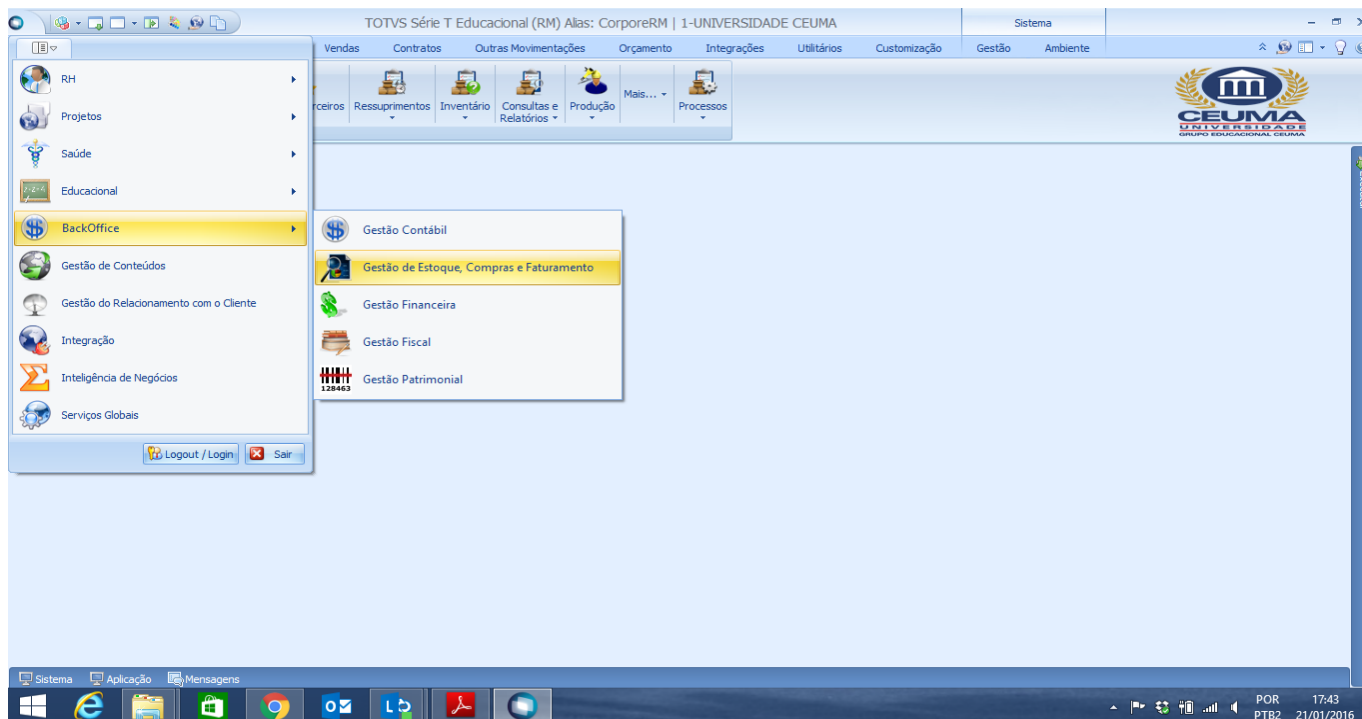 TOTVS Série T Educacional (RM) Alias: CorporeRM | 1-UNIVERSIDADE CEUMA
Sistema
Vendas Contratos Outras Movimentações Orçamento Integrações Utilitários Customização Gestão Ambiente
RH
Projetos
Saúde
Educacional
BackOffice
Gestão de Conteúdos
Gestão do Relacionamento com o Cliente
Integração
Inteligência de Negócios
Serviços Globais
Logout / Login Sair
Ressuprimentos
Inventário
Consultas e
Relatórios
Produção
Mais...
Processos
CEUMA
UNIVERSIDADE
GRUPO EDUCACIONAL CEUMA
Gestão Contábil
Gestão de Estoque, Compras e Faturamento
Gestão Financeira
Gestão Fiscal
128463
Gestão Patrimonial
Sistema Aplicação Mensagens
POR 17:43
PTB2 21/01/2016